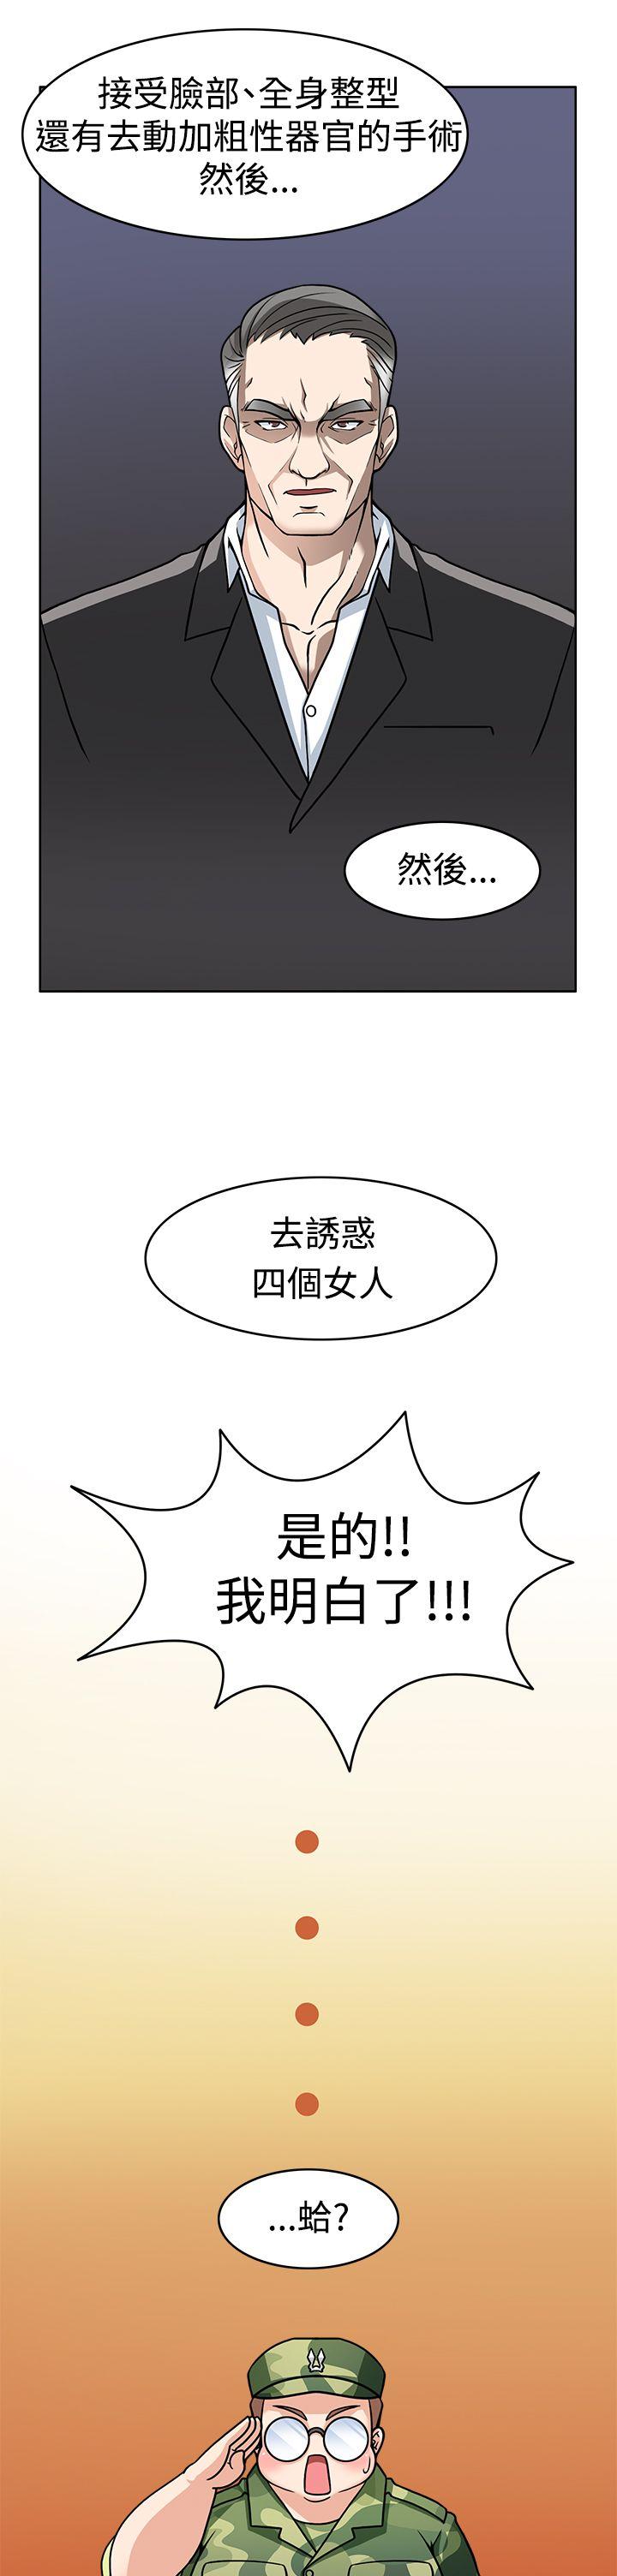 接受臉部、全身整型
還有去動加粗性器官的手術
然後...
然後...
去誘惑
四個女人
是的!!
我明白了!!!
...蛤?